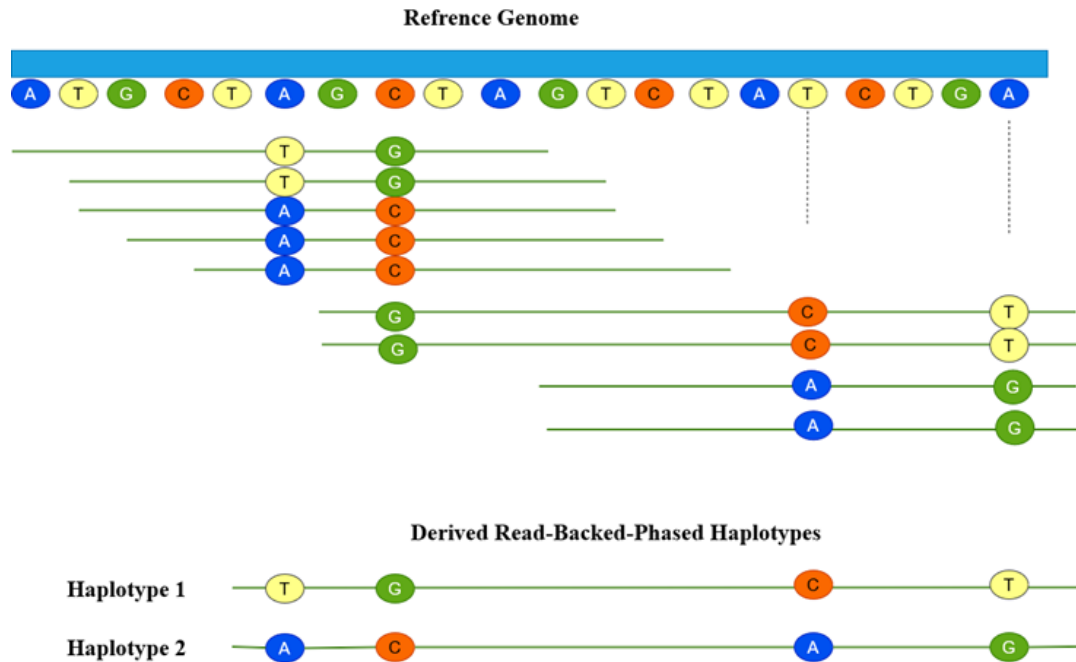 Refrence Genome
A T G C T A G C T A G T C T A T C T G A
T G
T G
A C
A C
A C
G C T
G C T
A G
A G
Derived Read-Backed-Phased Haplotypes
Haplotype 1 T G C T
Haplotype 2 A C A G